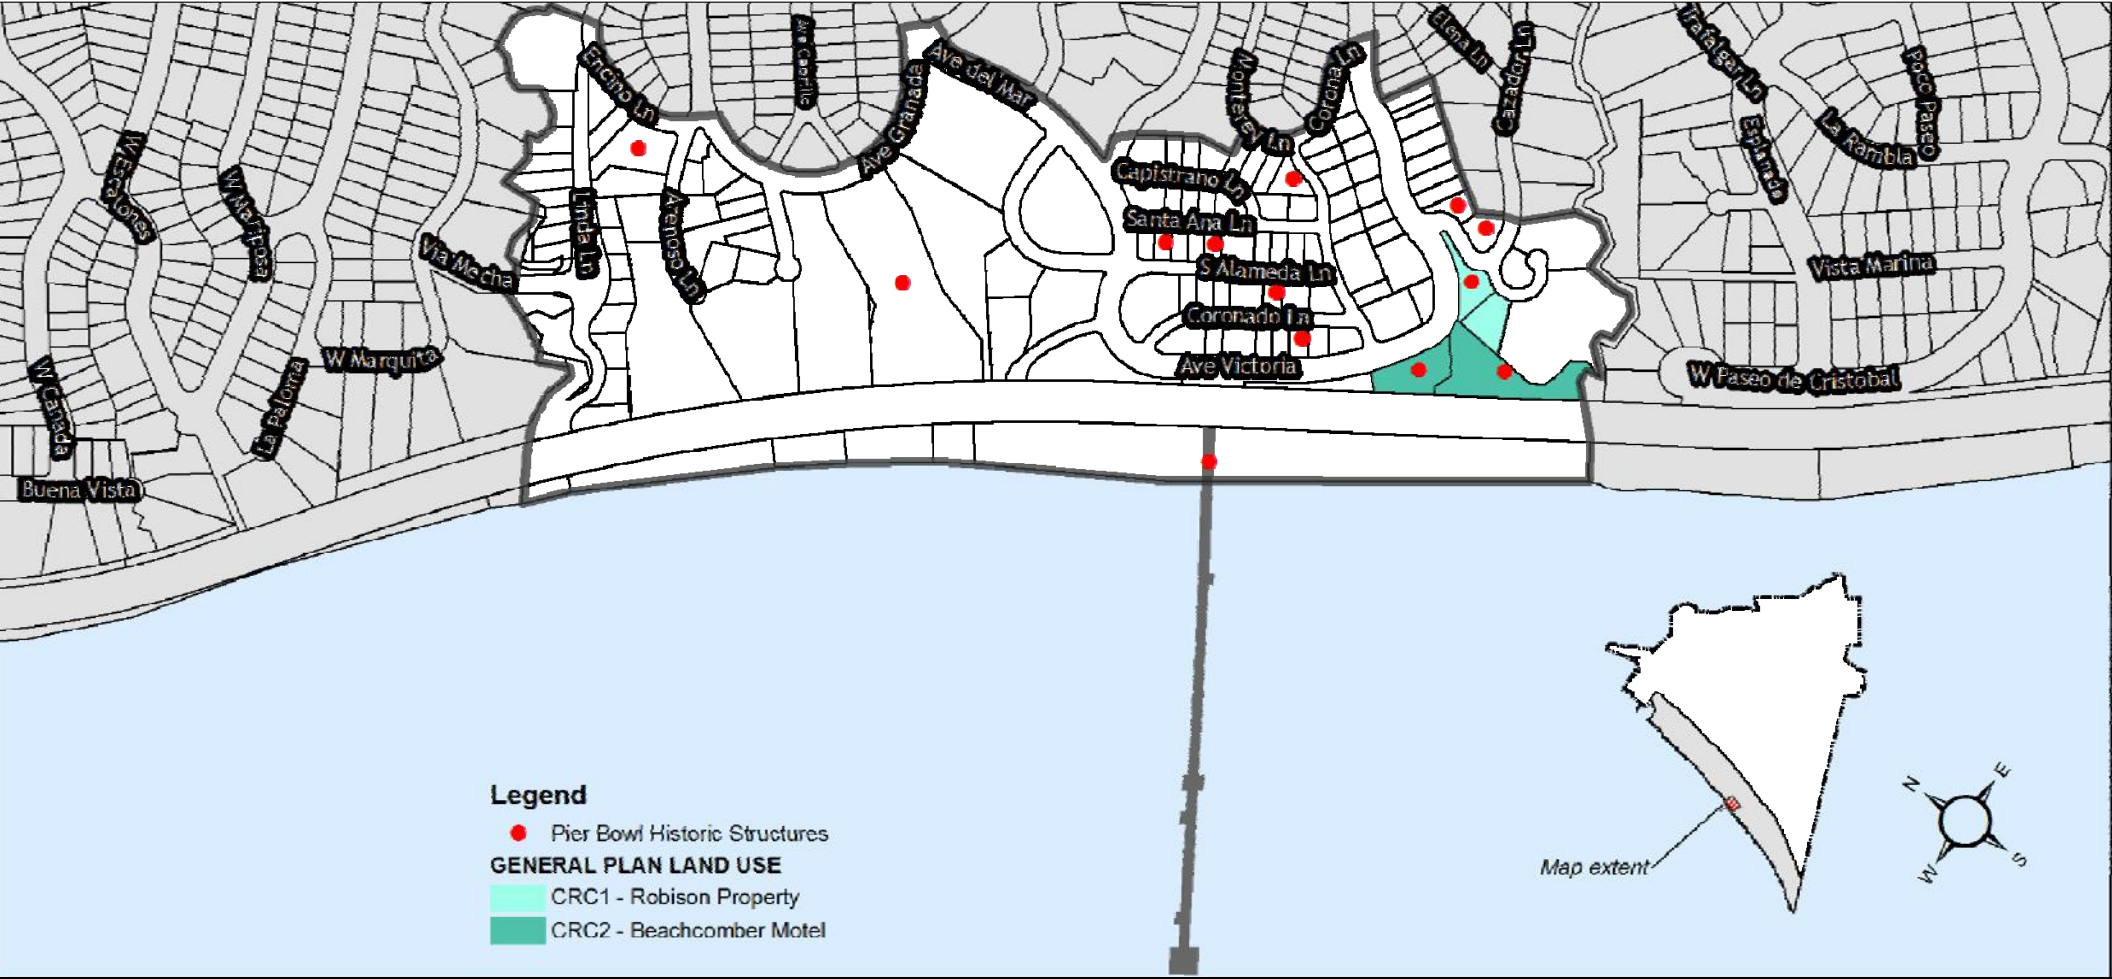 Encino Ln
Ave Cabrillo
Ave Granada
Ave del Mar
Monterey Ln
Corona Ln
Elena Ln
Cazador Ln
Trafalgar Ln
Poco Paseo
La Rambla
Esplanade
W Escalones
W Mariposa
Via Mecha
Linda Ln
Arenoso Ln
Capistrano Ln
Santa Ana Ln
S Alameda Ln
Coronado Ln
Ave Victoria
Vista Marina
W Paseo de Cristobal
W Marquita
La Paloma
W Canada
Buena Vista
Legend
Pier Bowl Historic Structures
GENERAL PLAN LAND USE
CRC1 - Robison Property
CRC2 - Beachcomber Motel
Map extent
N
E
S
W